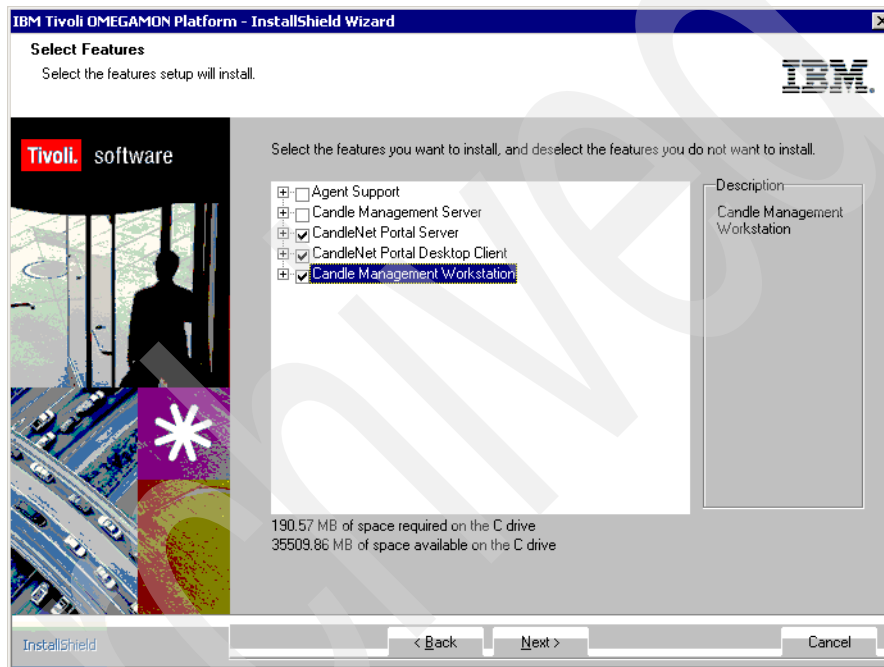 IBM Tivoli OMEGAMON Platform - InstallShield Wizard
Select Features
Select the features setup will install.
IBM.
Tivoli. software
Select the features you want to install, and deselect the features you do not want to install.
Agent Support
Candle Management Server
CandleNet Portal Server
CandleNet Portal Desktop Client
Candle Management Workstation
Description
Candle Management
Workstation
190.57 MB of space required on the C drive
35509.86 MB of space available on the C drive
InstallShield
< Back
Next >
Cancel